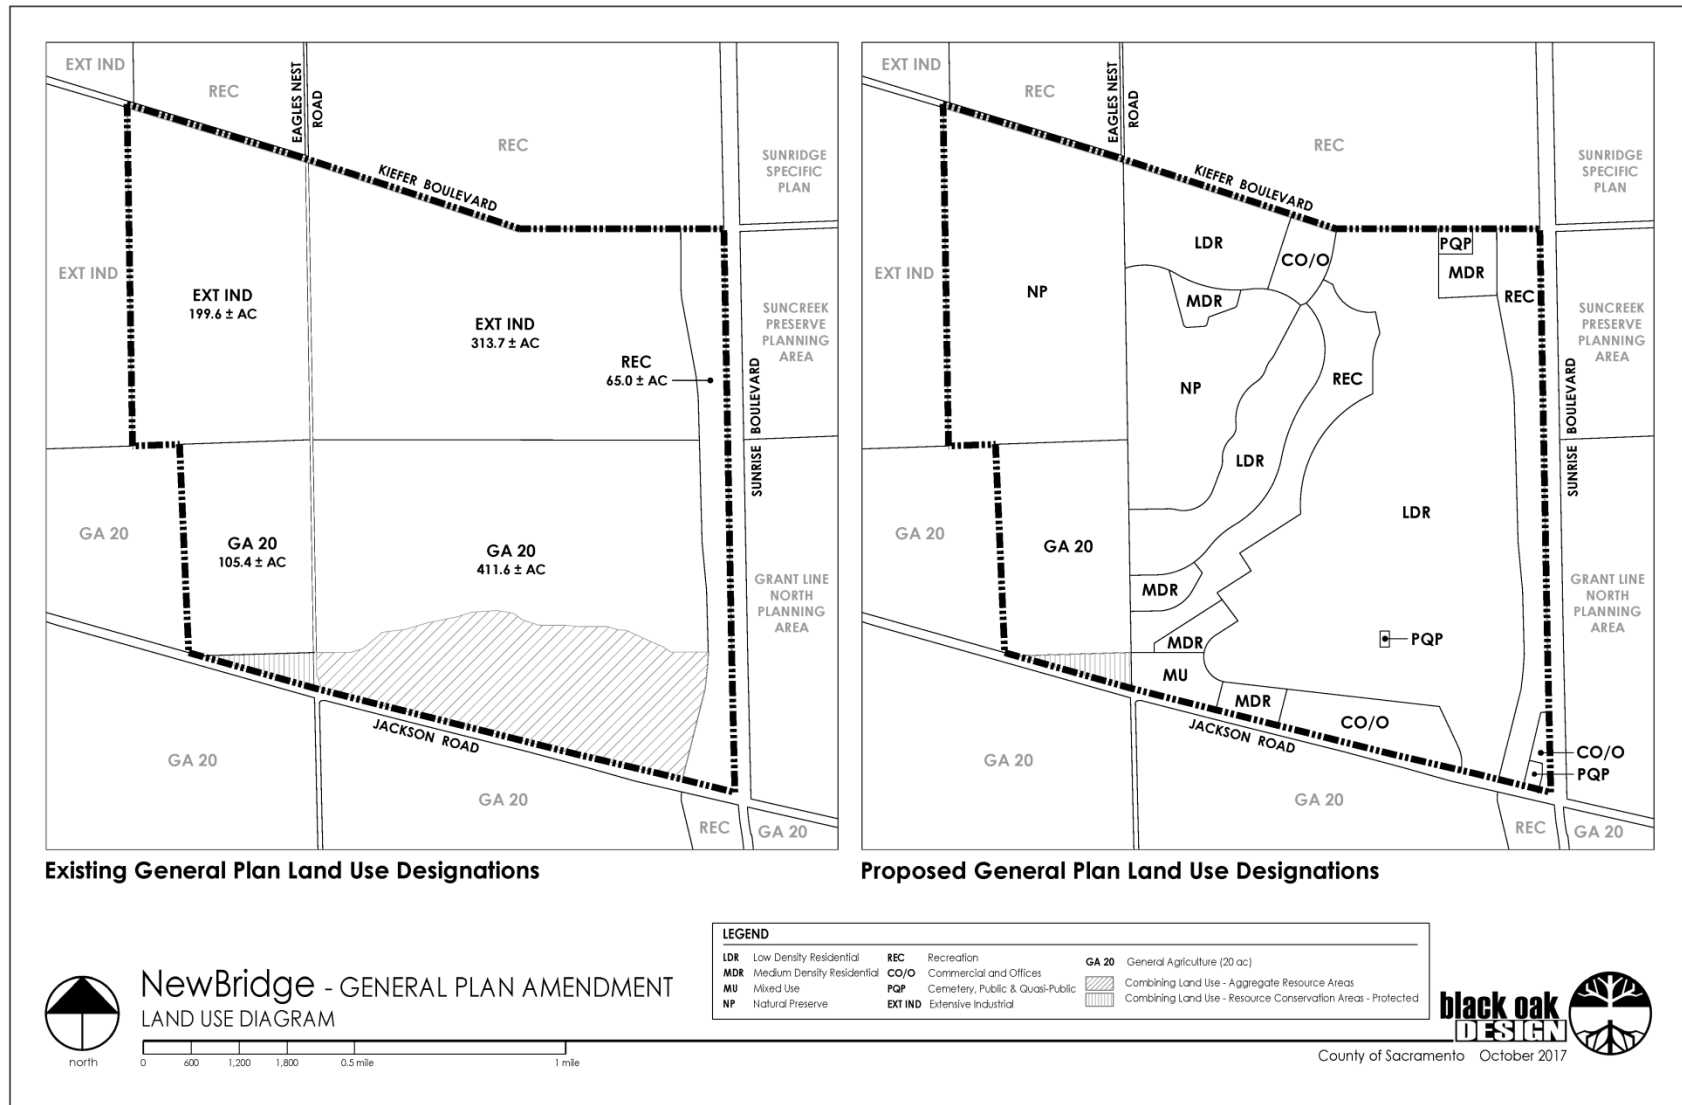 EXT IND
REC
EAGLES NEST
ROAD
REC
KIEFER BOULEVARD
SUNRIDGE
SPECIFIC
PLAN
EXT IND
EXT IND
199.6 ± AC
EXT IND
313.7 ± AC
REC
65.0 ± AC
SUNCREEK
PRESERVE
PLANNING
AREA
SUNRISE BOULEVARD
GA 20
GA 20
105.4 ± AC
GA 20
411.6 ± AC
GRANT LINE
NORTH
PLANNING
AREA
JACKSON ROAD
GA 20
GA 20
REC
GA 20
Existing General Plan Land Use Designations
EXT IND
REC
EAGLES NEST
ROAD
REC
KIEFER BOULEVARD
SUNRIDGE
SPECIFIC
PLAN
EXT IND
NP
LDR
CO/O
PQP
MDR
REC
MDR
NP
REC
SUNCREEK
PRESERVE
PLANNING
AREA
SUNRISE BOULEVARD
LDR
LDR
GA 20
GA 20
MDR
GRANT LINE
NORTH
PLANNING
AREA
MDR
PQP
MU
MDR
CO/O
JACKSON ROAD
CO/O
PQP
GA 20
GA 20
REC
GA 20
Proposed General Plan Land Use Designations
NewBridge - GENERAL PLAN AMENDMENT
LAND USE DIAGRAM
north
0 600 1,200 1,800 0.5 mile 1 mile
LEGEND
LDR Low Density Residential
MDR Medium Density Residential
MU Mixed Use
NP Natural Preserve
REC Recreation
CO/O Commercial and Offices
PQP Cemetery, Public & Quasi-Public
EXT IND Extensive Industrial
GA 20 General Agriculture (20 ac)
Combining Land Use - Aggregate Resource Areas
Combining Land Use - Resource Conservation Areas - Protected
black oak
DESIGN
County of Sacramento October 2017